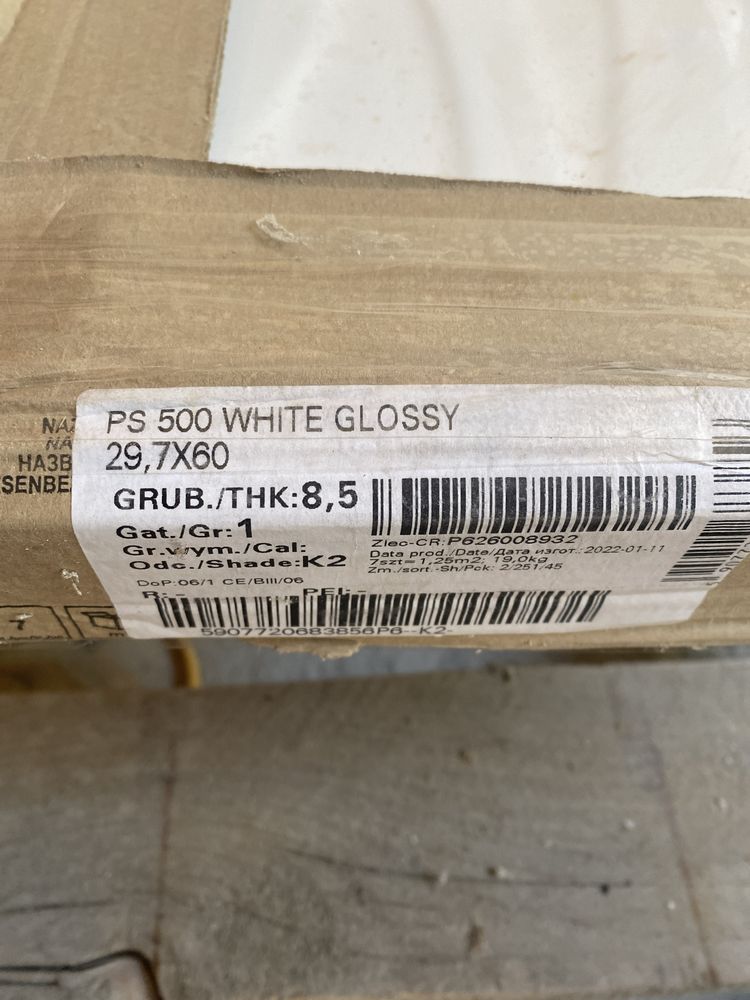 PS 500 WHITE GLOSSY
29,7X60
GRUB./THK:8,5
Gat./Gr:1
Gr.wym./Cal:
Odc./Shade:K2
DoP:06/1 CE/BIII/06
R: - PEI: -
Zlec-CR:P626008932
Data prod./Date/Дата изгот.: 2022-01-11
7szt= 1,25m2; 19,0kg
Zm./sort.-Sh/Pck: 2/251/45
5907720683856P6--K2-